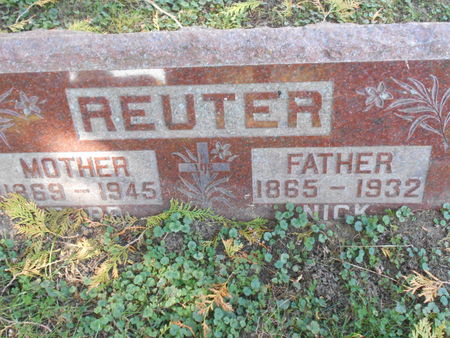 REUTER
MOTHER
1869 - 1945
FATHER
1865 - 1932
NICK